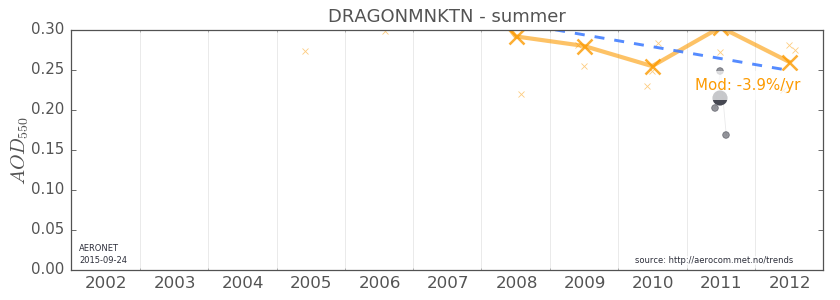 DRAGONMNKTN - summer
0.30
0.25
0.20
0.15
0.10
0.05
0.00
AOD550
Mod: -3.9%/yr
AERONET
2015-09-24
source: http://aerocom.met.no/trends
2002 2003 2004 2005 2006 2007 2008 2009 2010 2011 2012